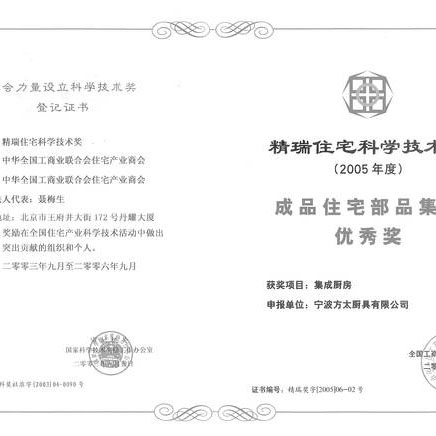 会力量设立科学技术奖
登记证书
精瑞住宅科学技术奖
中华全国工商业联合会住宅产业商会
中华全国工商业联合会住宅产业商会
人代表：聂梅生
地址：北京市王府井大街172号丹耀大厦
奖励在全国住宅产业科学技术活动中做出
突出贡献的组织和个人。
二零零三年九月至二零零六年九月
国家科学技术奖励工作办公室
科奖社准字[2003]04-0090号
精瑞住宅科学技术
(2005年度)
成品住宅部品集
优秀奖
获奖项目：集成厨房
申报单位：宁波方太厨具有限公司
全国工商
二零
证书编号：精瑞奖字[2005]06-02号